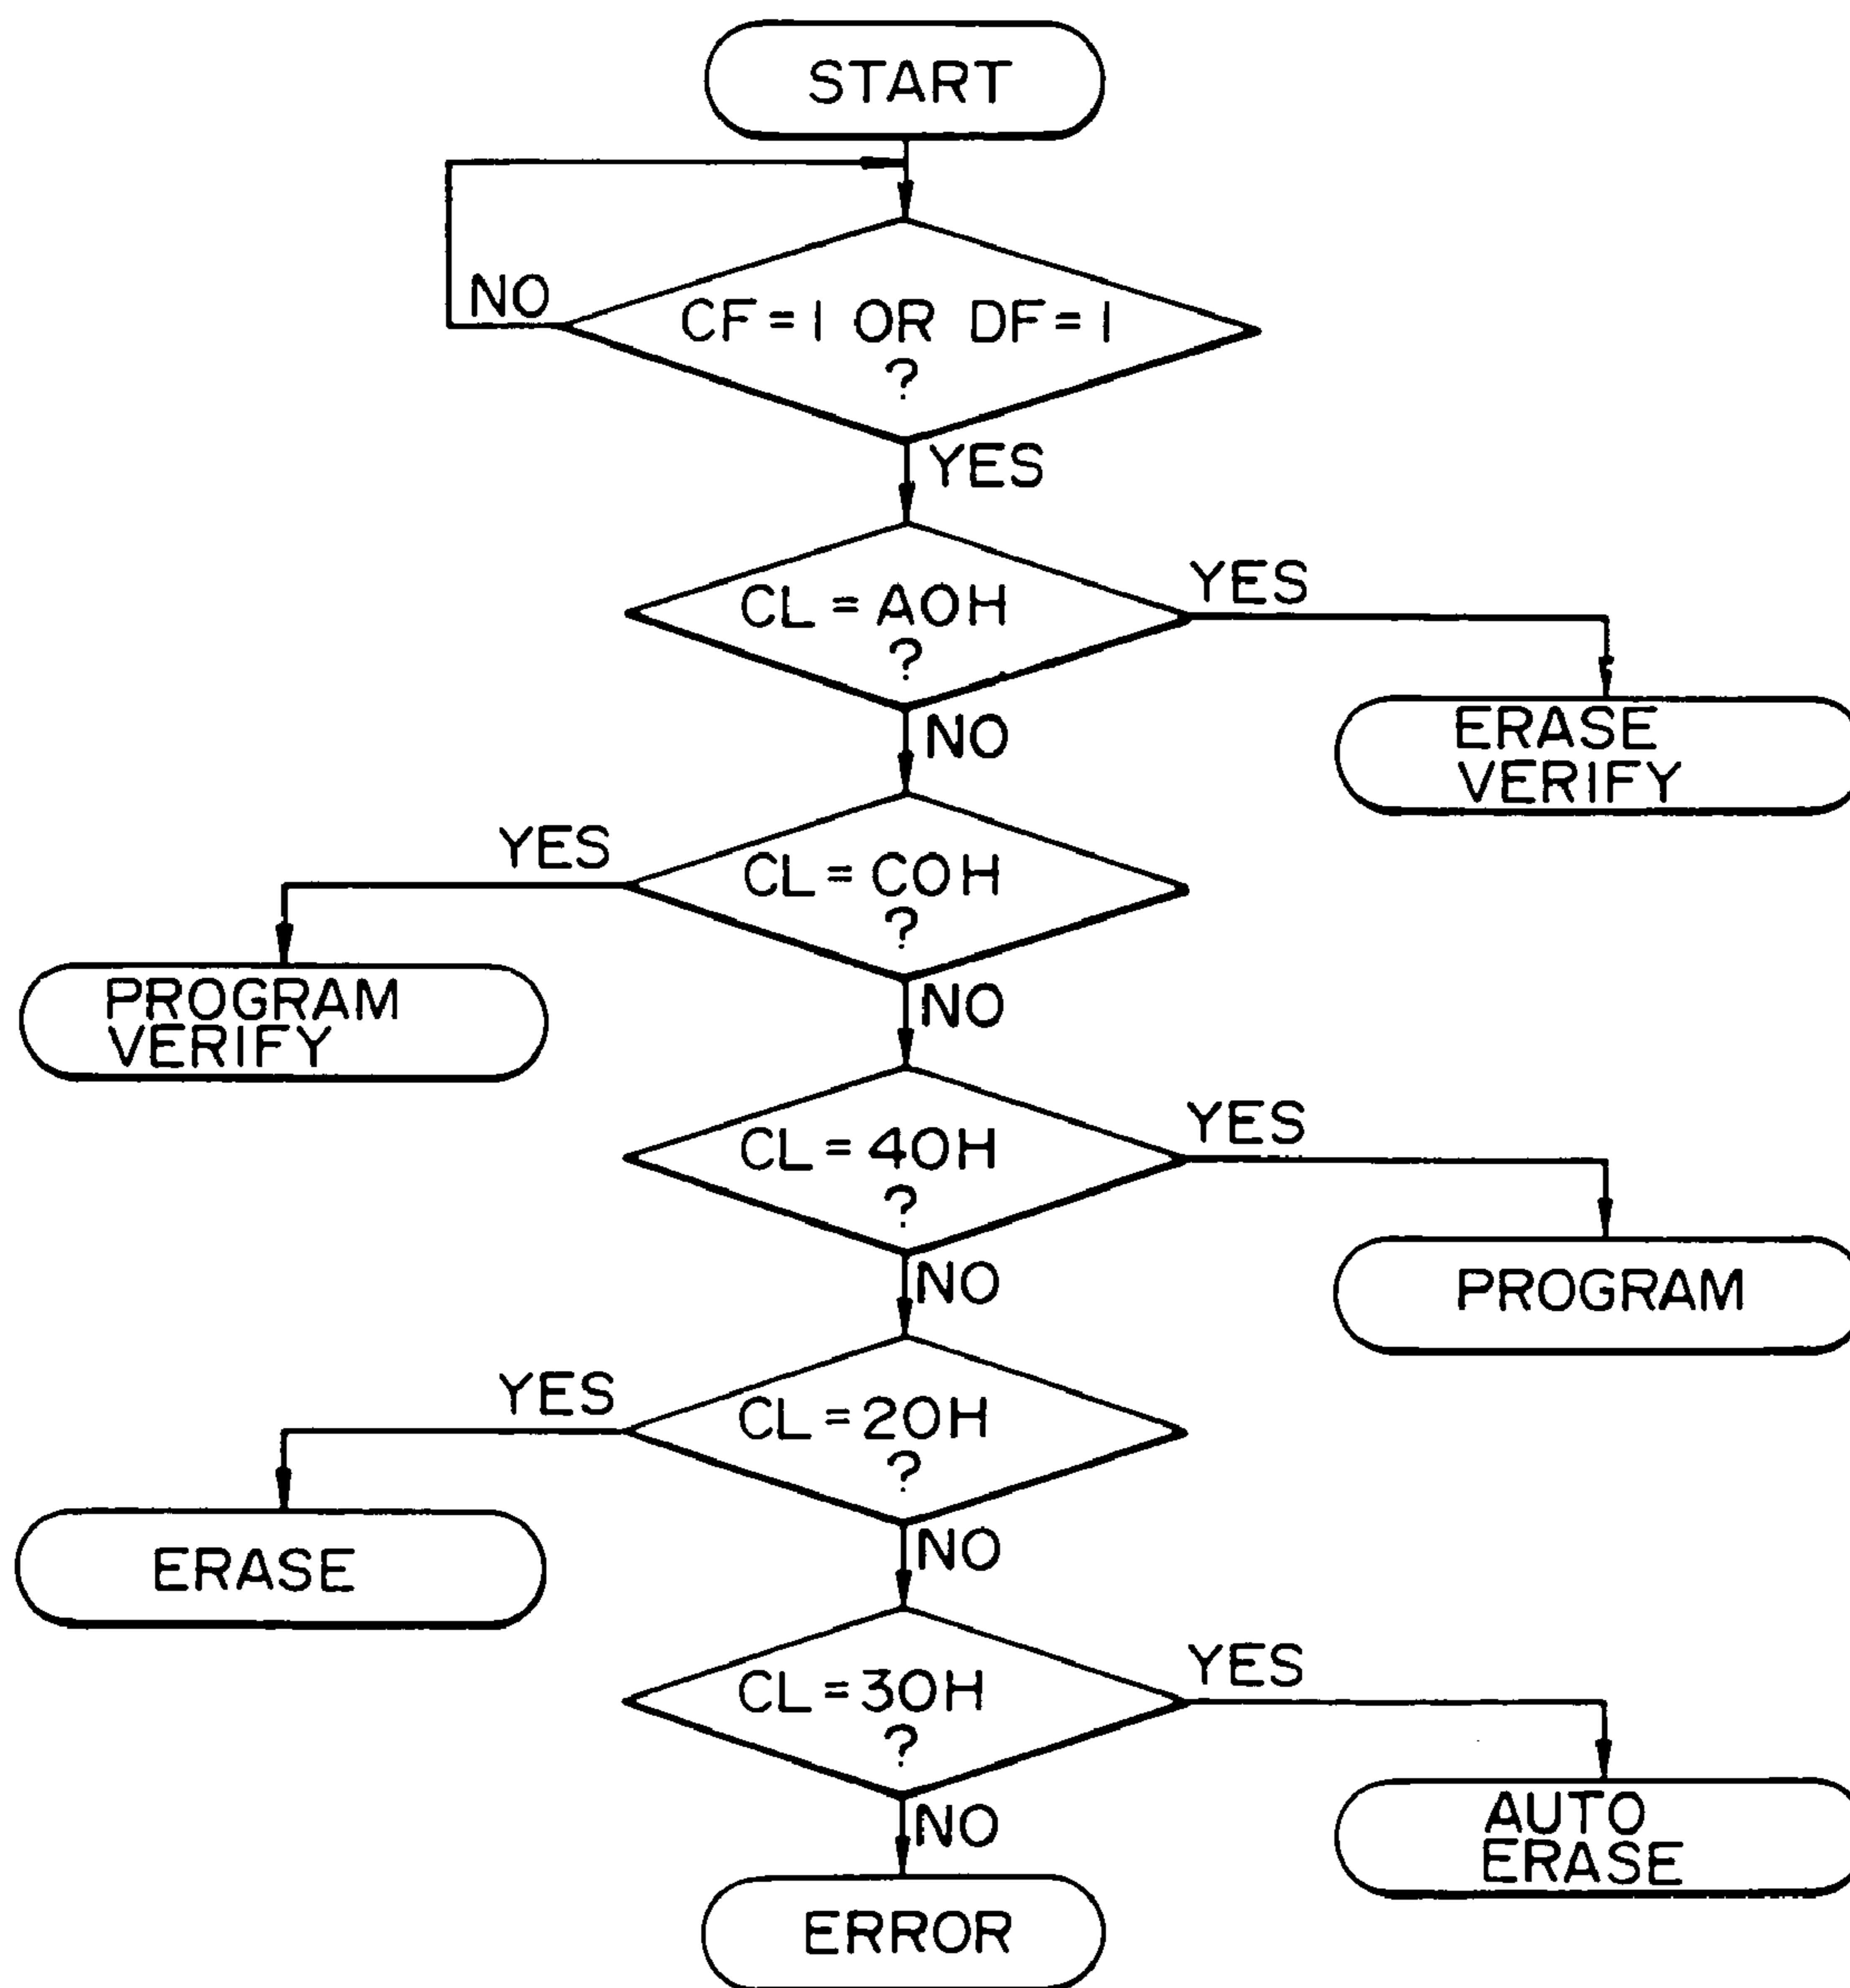 START
NO
CF=1 OR DF=1
?
YES
CL=A0H
?
YES
NO
ERASE
VERIFY
YES
CL=C0H
?
NO
PROGRAM
VERIFY
CL=40H
?
YES
NO
PROGRAM
YES
CL=20H
?
NO
ERASE
CL=30H
?
YES
NO
AUTO
ERASE
ERROR